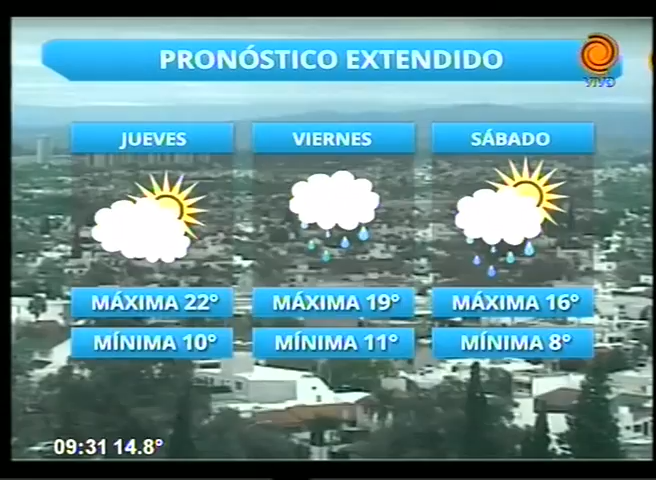 PRONÓSTICO EXTENDIDO
VIVO
JUEVES
VIERNES
SÁBADO
MÁXIMA 22°
MÁXIMA 19°
MÁXIMA 16°
MÍNIMA 10°
MÍNIMA 11°
MÍNIMA 8°
09:31 14.8°